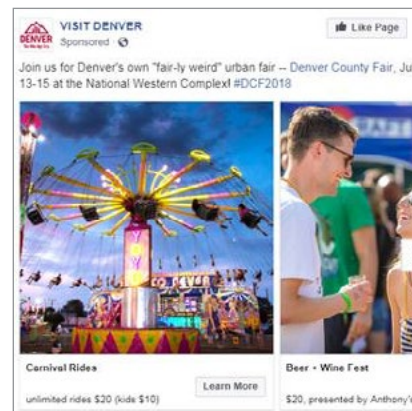 VISIT DENVER
Sponsored ·
Like Page
DENVER
Join us for Denver's own "fair-ly weird" urban fair -- Denver County Fair, Ju
13-15 at the National Western Complex! #DCF2018
YOYO
Carnival Rides
Learn More
unlimited rides $20 (kids $10)
Beer + Wine Fest
$20, presented by Anthony's